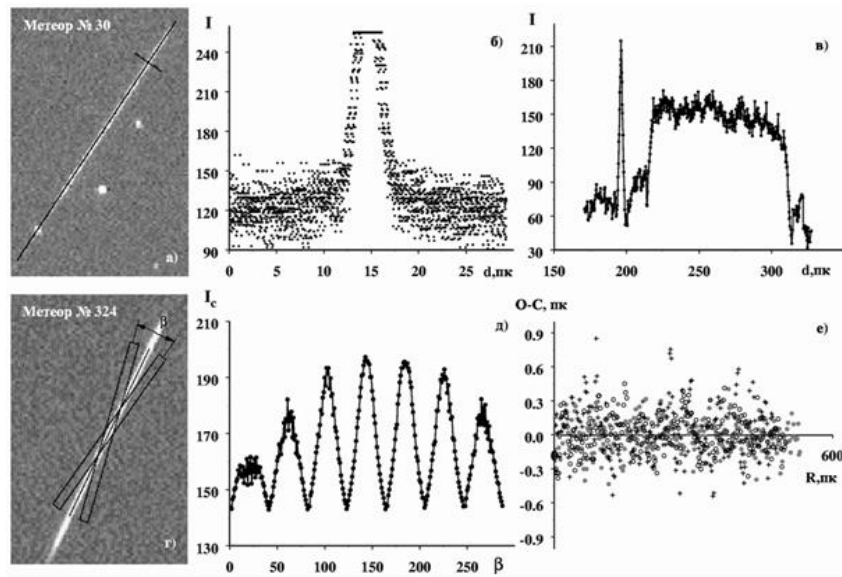 Метеор № 30
а)
I
б)
260
240
210
180
150
120
90
0 5 10 15 20 25 d,пк
I
в)
230
210
180
150
120
90
60
30
150 200 250 300 d,пк
Метеор № 324
β
г)
Ic
д)
210
190
170
150
130
0 50 100 150 200 250 β
O-C, пк
е)
0.9
0.6
0.3
0.0
-0.3
-0.6
-0.9
R,пк
600